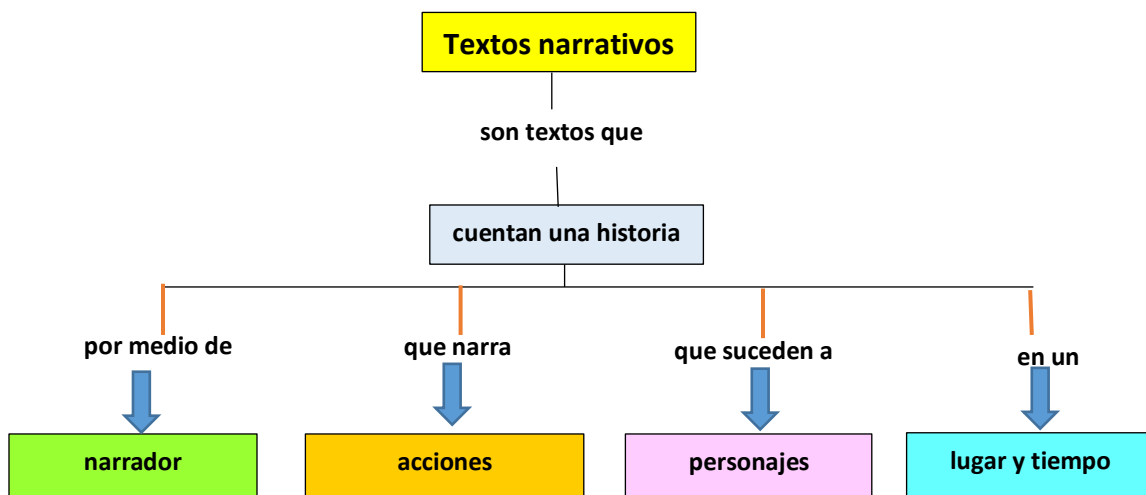 Textos narrativos
son textos que
cuentan una historia
por medio de
que narra
que suceden a
en un
narrador
acciones
personajes
lugar y tiempo